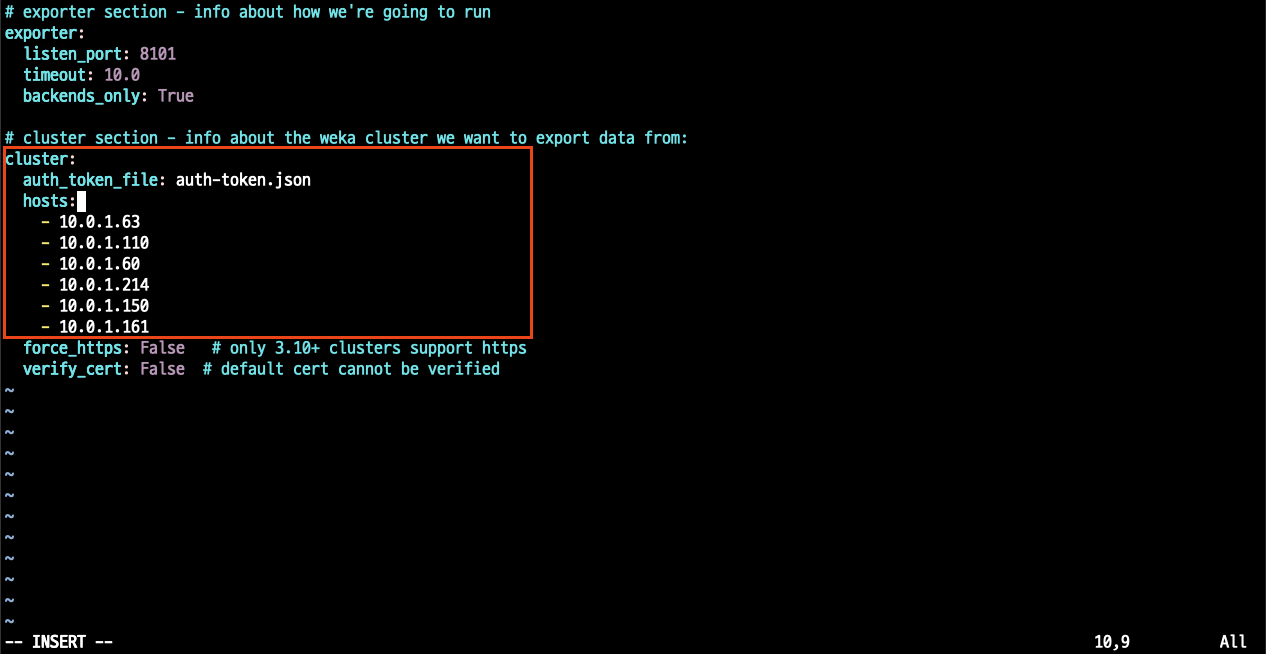 # exporter section - info about how we're going to run
exporter:
  listen_port: 8101
  timeout: 10.0
  backends_only: True

# cluster section - info about the weka cluster we want to export data from:
cluster:
  auth_token_file: auth-token.json
  hosts:
    - 10.0.1.63
    - 10.0.1.110
    - 10.0.1.60
    - 10.0.1.214
    - 10.0.1.150
    - 10.0.1.161
  force_https: False   # only 3.10+ clusters support https
  verify_cert: False  # default cert cannot be verified
~
~
~
~
~
~
~
~
~
~
~
~
-- INSERT --                                                                                                             10,9          All